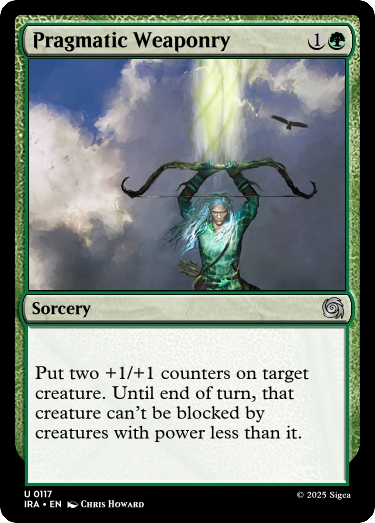 Pragmatic Weaponry 1
Sorcery
Put two +1/+1 counters on target
creature. Until end of turn, that
creature can't be blocked by
creatures with power less than it.
U 0117
IRA • EN Chris Howard
© 2025 Sigea